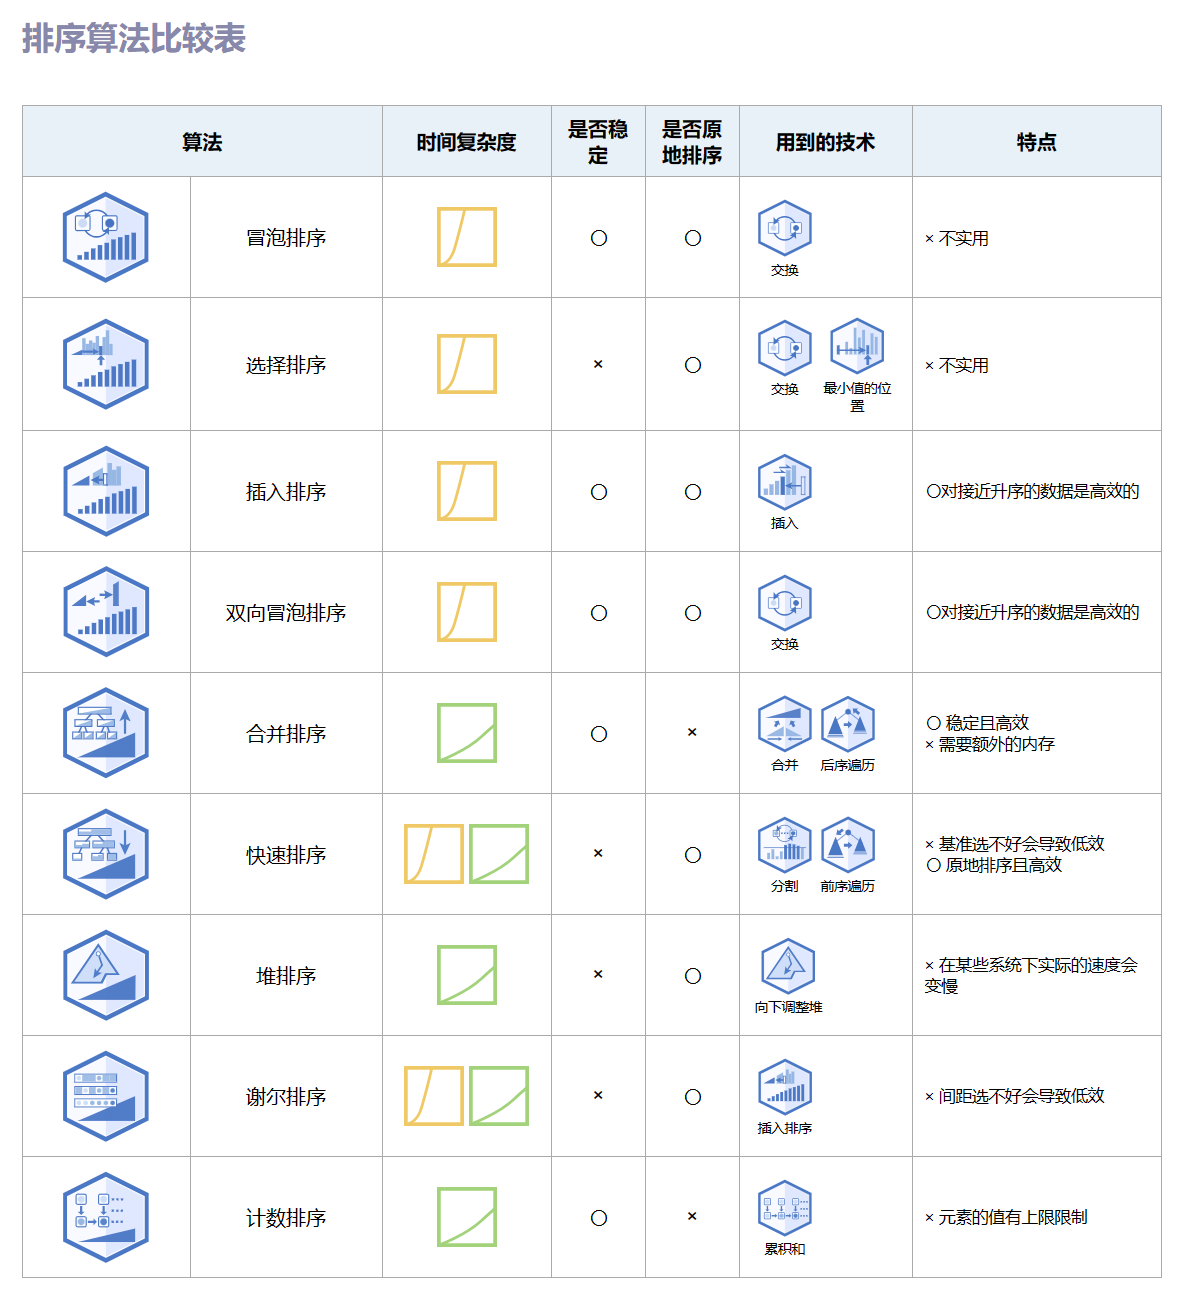 排序算法比较表
算法
时间复杂度
是否稳
定
是否原
地排序
用到的技术
特点
冒泡排序
〇
〇
交换
× 不实用
选择排序
×
〇
交换
最小值的位
置
× 不实用
插入排序
〇
〇
插入
〇对接近升序的数据是高效的
双向冒泡排序
〇
〇
交换
〇对接近升序的数据是高效的
合并排序
〇
×
合并
后序遍历
〇 稳定且高效
× 需要额外的内存
快速排序
×
〇
分割
前序遍历
× 基准选不好会导致低效
〇 原地排序且高效
堆排序
×
〇
向下调整堆
× 在某些系统下实际的速度会
变慢
谢尔排序
×
〇
插入排序
× 间距选不好会导致低效
计数排序
〇
×
累积和
× 元素的值有上限限制